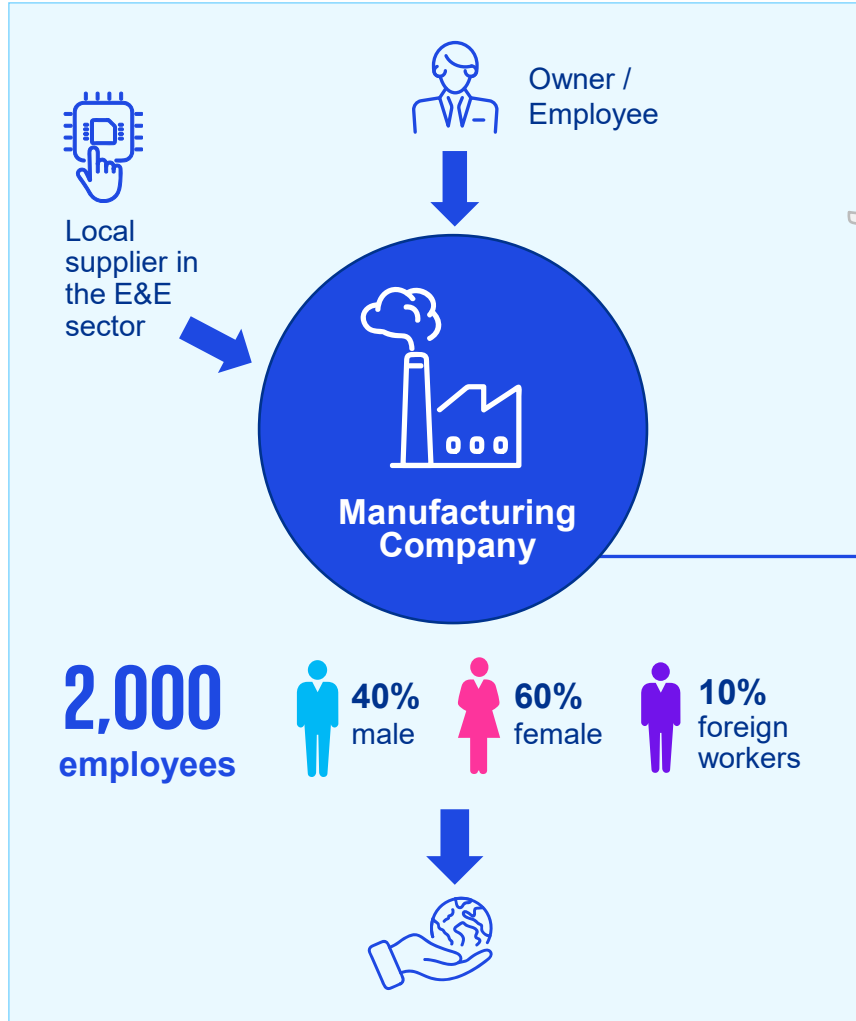 Owner /
Employee
Local
supplier in
the E&E
sector
Manufacturing
Company
2,000
employees
40%
male
60%
female
10%
foreign
workers